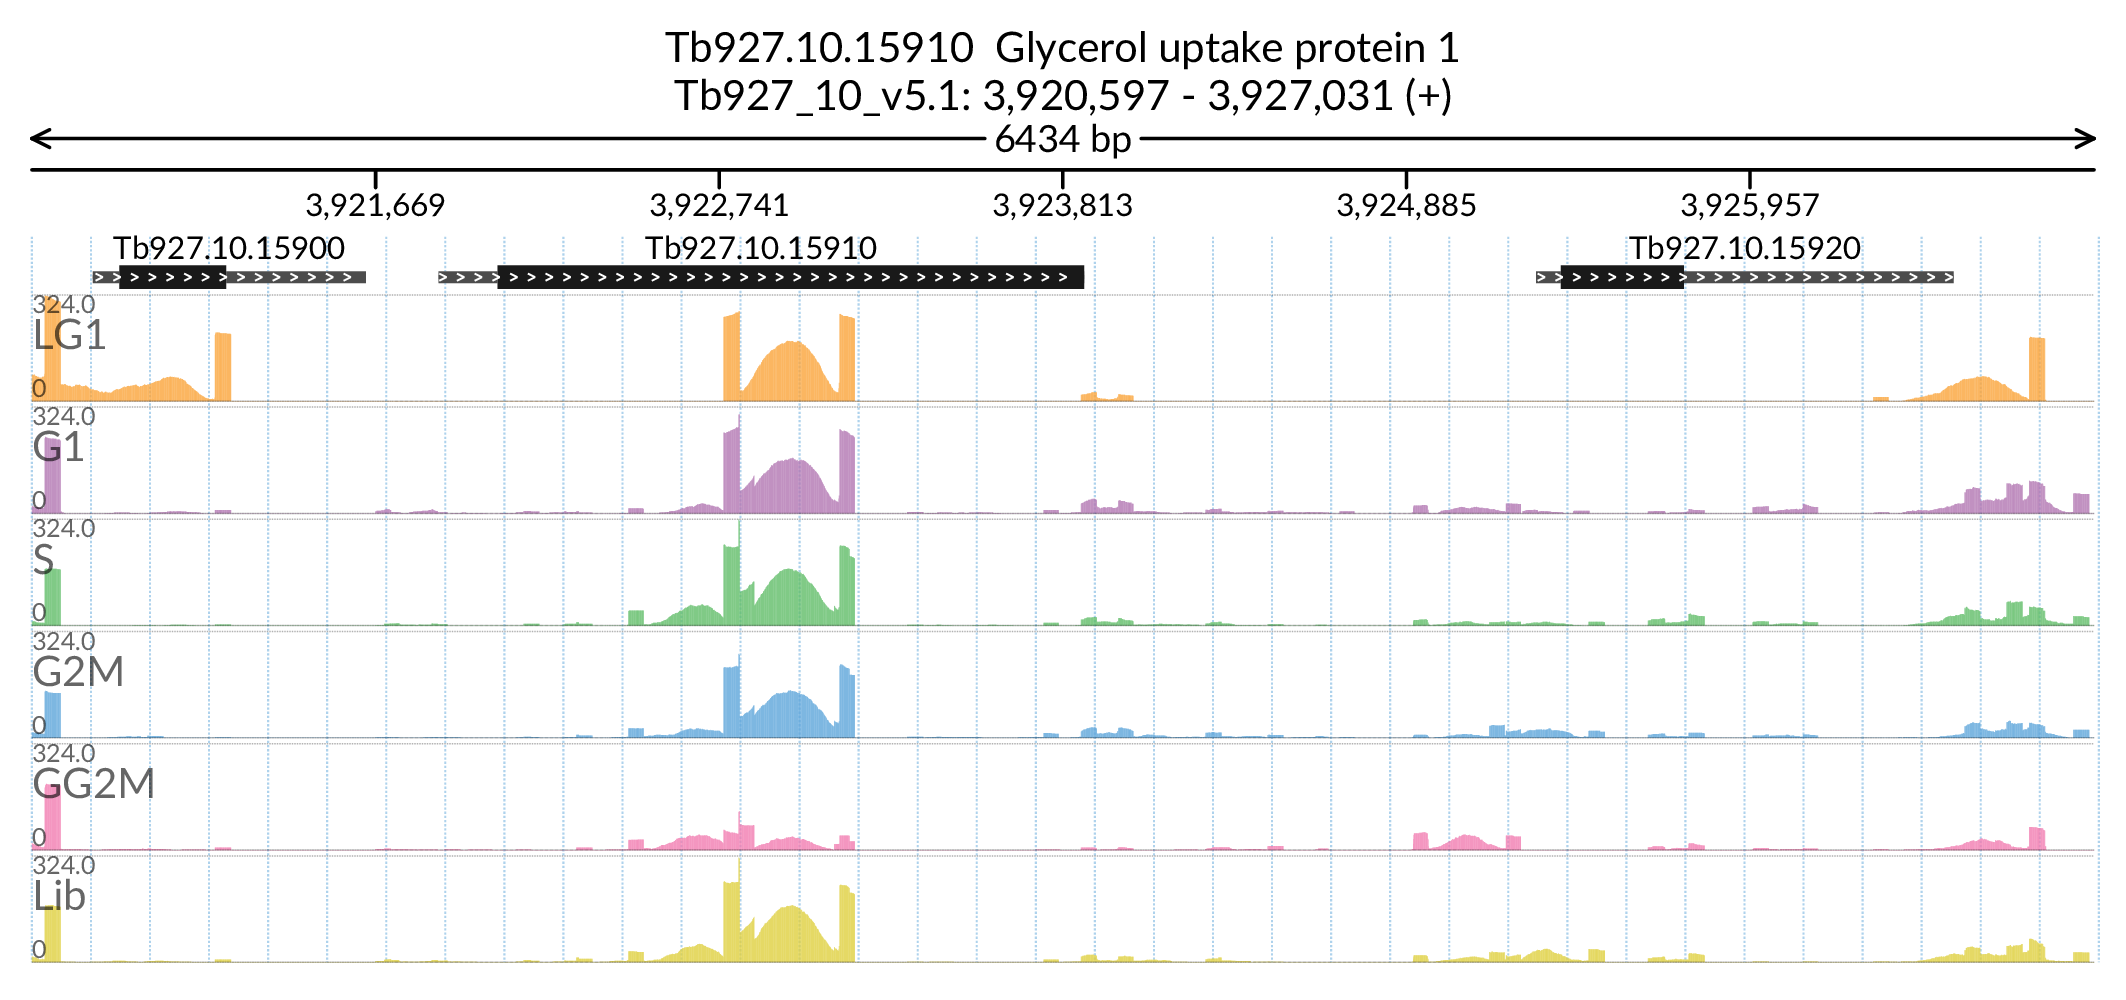 Tb927.10.15910  Glycerol uptake protein 1
Tb927_10_v5.1: 3,920,597 - 3,927,031 (+)
6434 bp
3,921,669 3,922,741 3,923,813 3,924,885 3,925,957
Tb927.10.15900 Tb927.10.15910 Tb927.10.15920
324.0
LG1
0
324.0
G1
0
324.0
S
0
324.0
G2M
0
324.0
GG2M
0
324.0
Lib
0